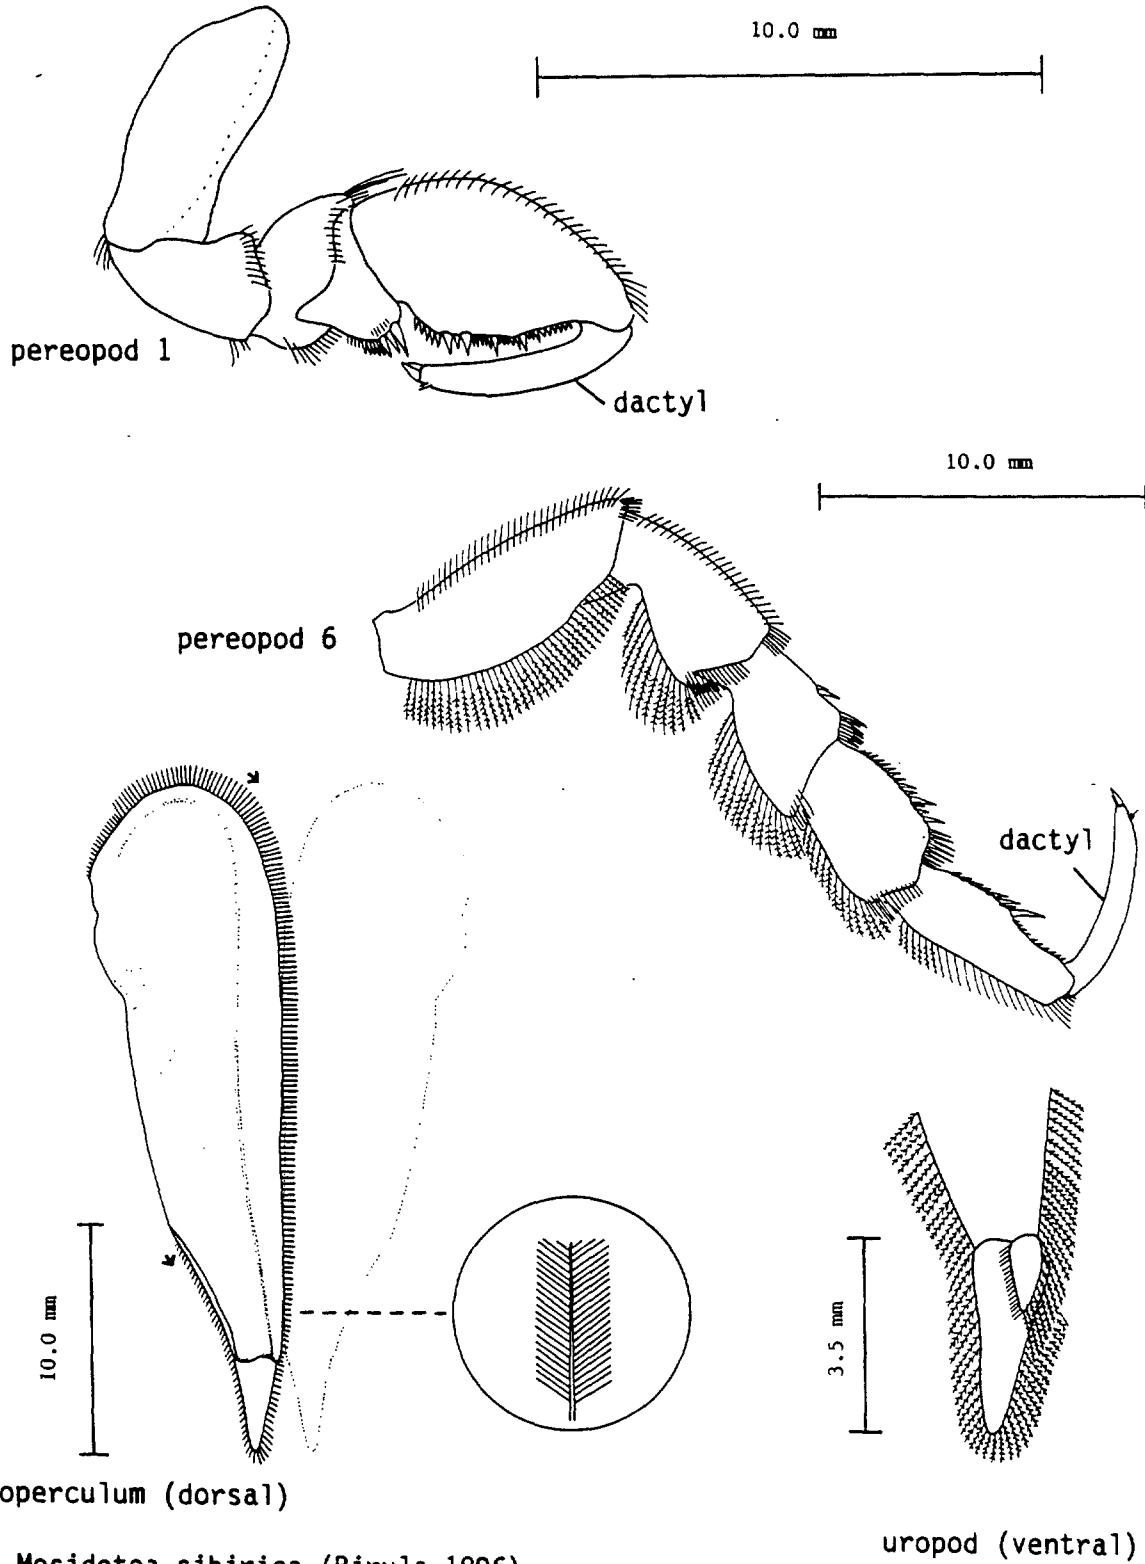 10.0 mm
pereopod 1
dactyl
10.0 mm
pereopod 6
dactyl
10.0 mm
3.5 mm
operculum (dorsal)
uropod (ventral)